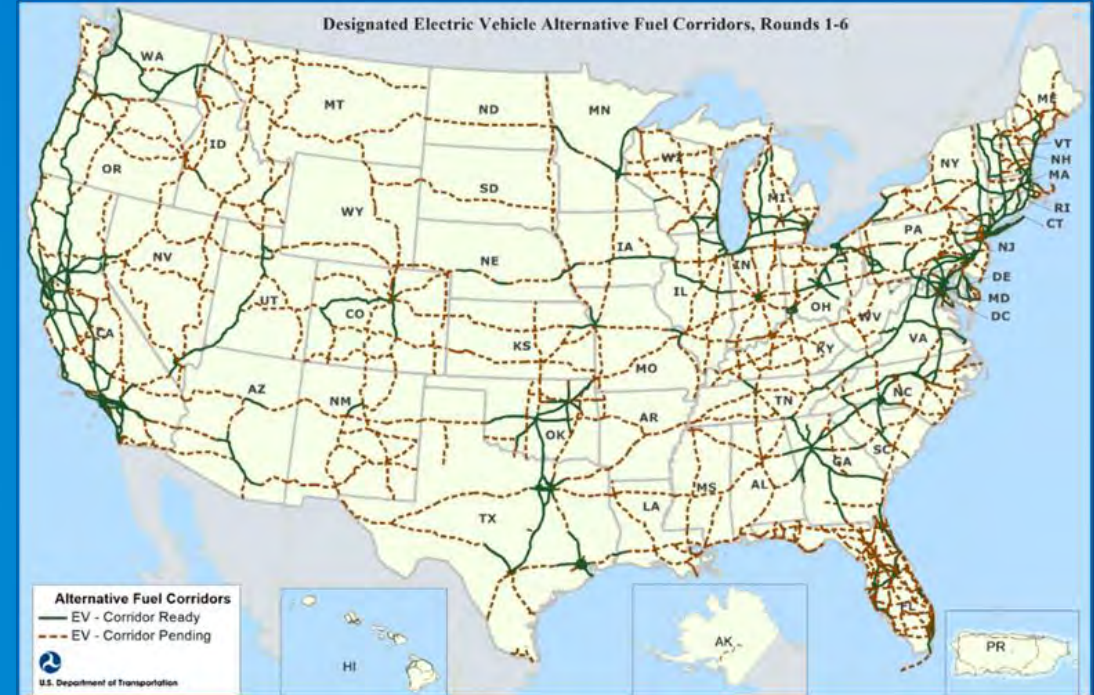 Designated Electric Vehicle Alternative Fuel Corridors, Rounds 1-6
WA
MT
ND
MN
ME
OR
ID
WI
VT
NH
NY
MA
SD
MI
RI
CT
WY
IA
PA
NJ
NV
NE
IN
DE
UT
IL
OH
MD
CO
WV
DC
CA
KS
MO
KY
VA
AZ
NM
OK
AR
TN
NC
SC
MS
AL
GA
TX
LA
FL
Alternative Fuel Corridors
EV - Corridor Ready
EV - Corridor Pending
U.S. Department of Transportation
HI
AK
PR